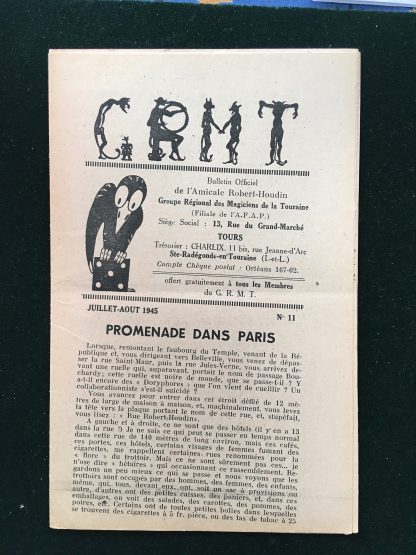 G.RMT
Bulletin Officiel
de l'Amicale Robert-Houdin
Groupe Régional des Magiciens de la Touraine
(Filiale de l'A.F.A.P.)
Siège Social : 13, Rue du Grand-Marché
TOURS
Trésorier : CHARLIX, 11 bis, rue Jeanne-d'Arc
Ste-Radégonde-en-Touraine (I.-et-L.)
Compte Chèque postal : Orléans 167-02.
offert gratuitement à tous les Membres
du G. R. M. T.
JUILLET-AOUT 1945 N° 11
PROMENADE DANS PARIS
Lorsque, remontant le faubourg du Temple, venant de la Ré-
publique et, vous dirigeant vers Belleville, vous venez de dépas-
ser la rue Saint-Maur, puis la rue Jules-Verne, vous arrivez de-
vant une ruelle qui, auparavant, portait le nom de passage Bou-
chardy; cette ruelle est noire de monde, que se passe-t-il ? Y
a-t-il encore des « Doryphores » que l'on vient de cueillir ? Un
collaborationniste s'est-il suicidé ?
Vous avancez pour entrer dans cet étroit défilé de 12 mè-
tres de large de maison à maison, et, machinalement, vous levez
la tête vers la plaque portant le nom de cette rue, et, stupéfait,
vous lisez : « Rue Robert-Houdin».
A gauche et à droite, ce ne sont que des hôtels (il y en a 13
dans la rue !) Je ne sais ce qui peut se passer en temps normal
dans cette rue de 140 mètres de long environ, mais ces cafés,
ces portes d'hôtels, certains visages de femmes fumant des
cigarettes, me rappellent certaines rues renommées pour la
« flore » du trottoir. Mais ce ne sont sûrement pas ces... je
n'ose dire « hétaïres » qui occasionnent ce rassemblement. Re-
gardons un peu mieux ce qui se passe et nous voyons que les
trottoirs sont occupés par des hommes, des femmes, des enfants,
même, qui, tous, devant eux, ont, soit un sac à provisions ou
autre, d'autres ont des petites caisses, des paniers, et, dans ces
emballages, on voit des salades, des carottes, des pommes, des
poires, etc. Certains ont de toutes petites boîtes dans lesquelles
se trouvent des cigarettes à 5 fr. pièce, ou des tas de tabac à 25